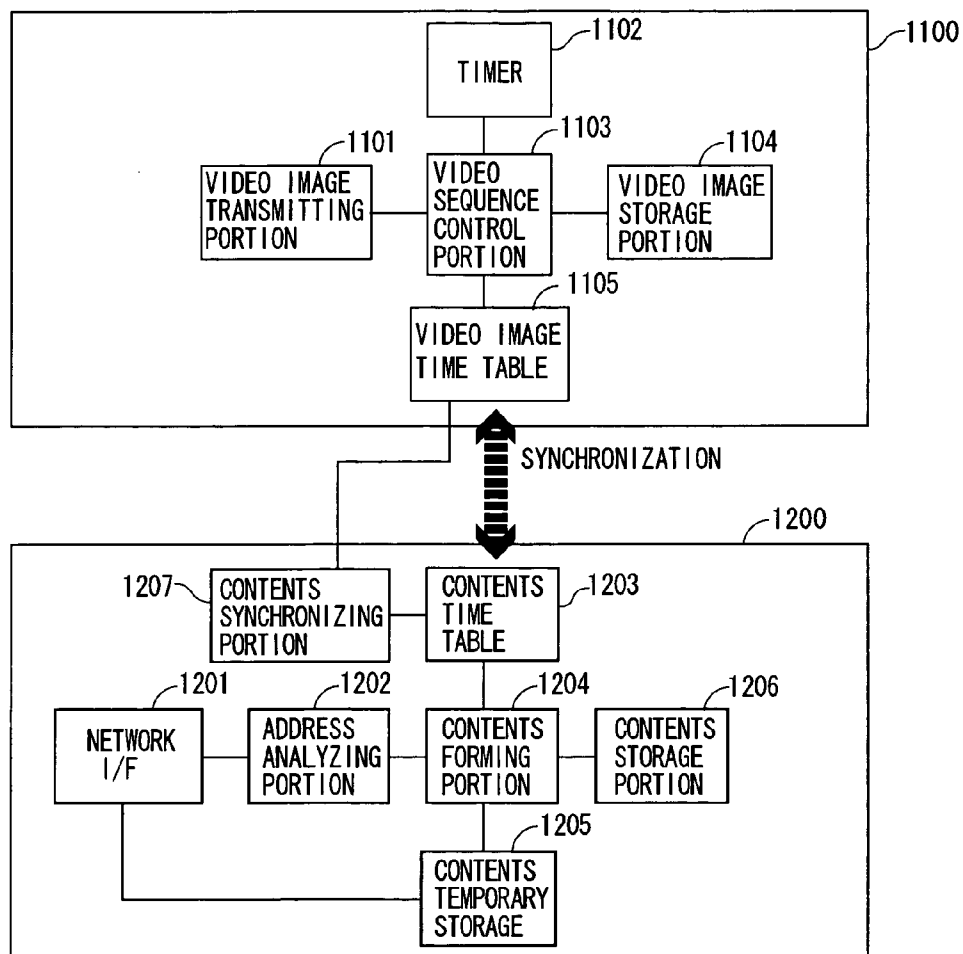 1102
1100
TIMER
1101
1103
1104
VIDEO IMAGE
TRANSMITTING
PORTION
VIDEO
SEQUENCE
CONTROL
PORTION
VIDEO IMAGE
STORAGE
PORTION
1105
VIDEO IMAGE
TIME TABLE
SYNCHRONIZATION
1200
1207
CONTENTS
SYNCHRONIZING
PORTION
CONTENTS
TIME
TABLE
1203
1201
1202
1204
1206
NETWORK
I/F
ADDRESS
ANALYZING
PORTION
CONTENTS
FORMING
PORTION
CONTENTS
STORAGE
PORTION
1205
CONTENTS
TEMPORARY
STORAGE